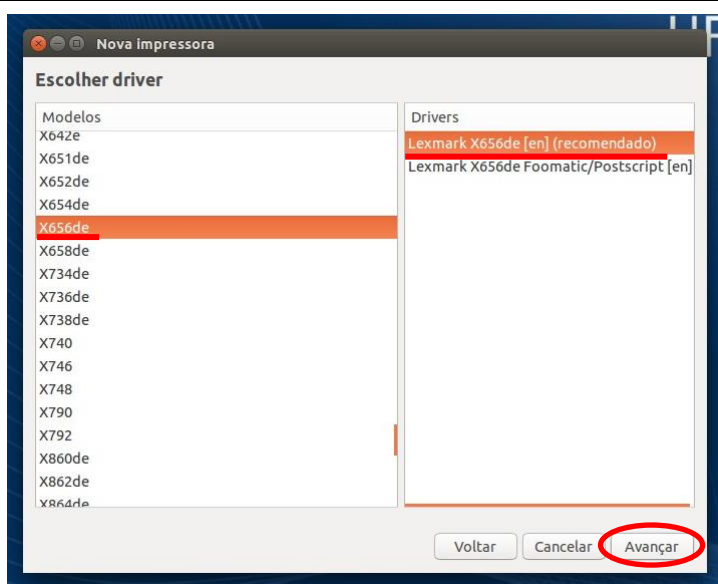 Nova impressora
Escolher driver
Modelos
X642e
X651de
X652de
X654de
X656de
X658de
X734de
X736de
X738de
X740
X746
X748
X790
X792
X860de
X862de
X864de
Drivers
Lexmark X656de [en] (recomendado)
Lexmark X656de Foomatic/Postscript [en]
Voltar
Cancelar
Avançar